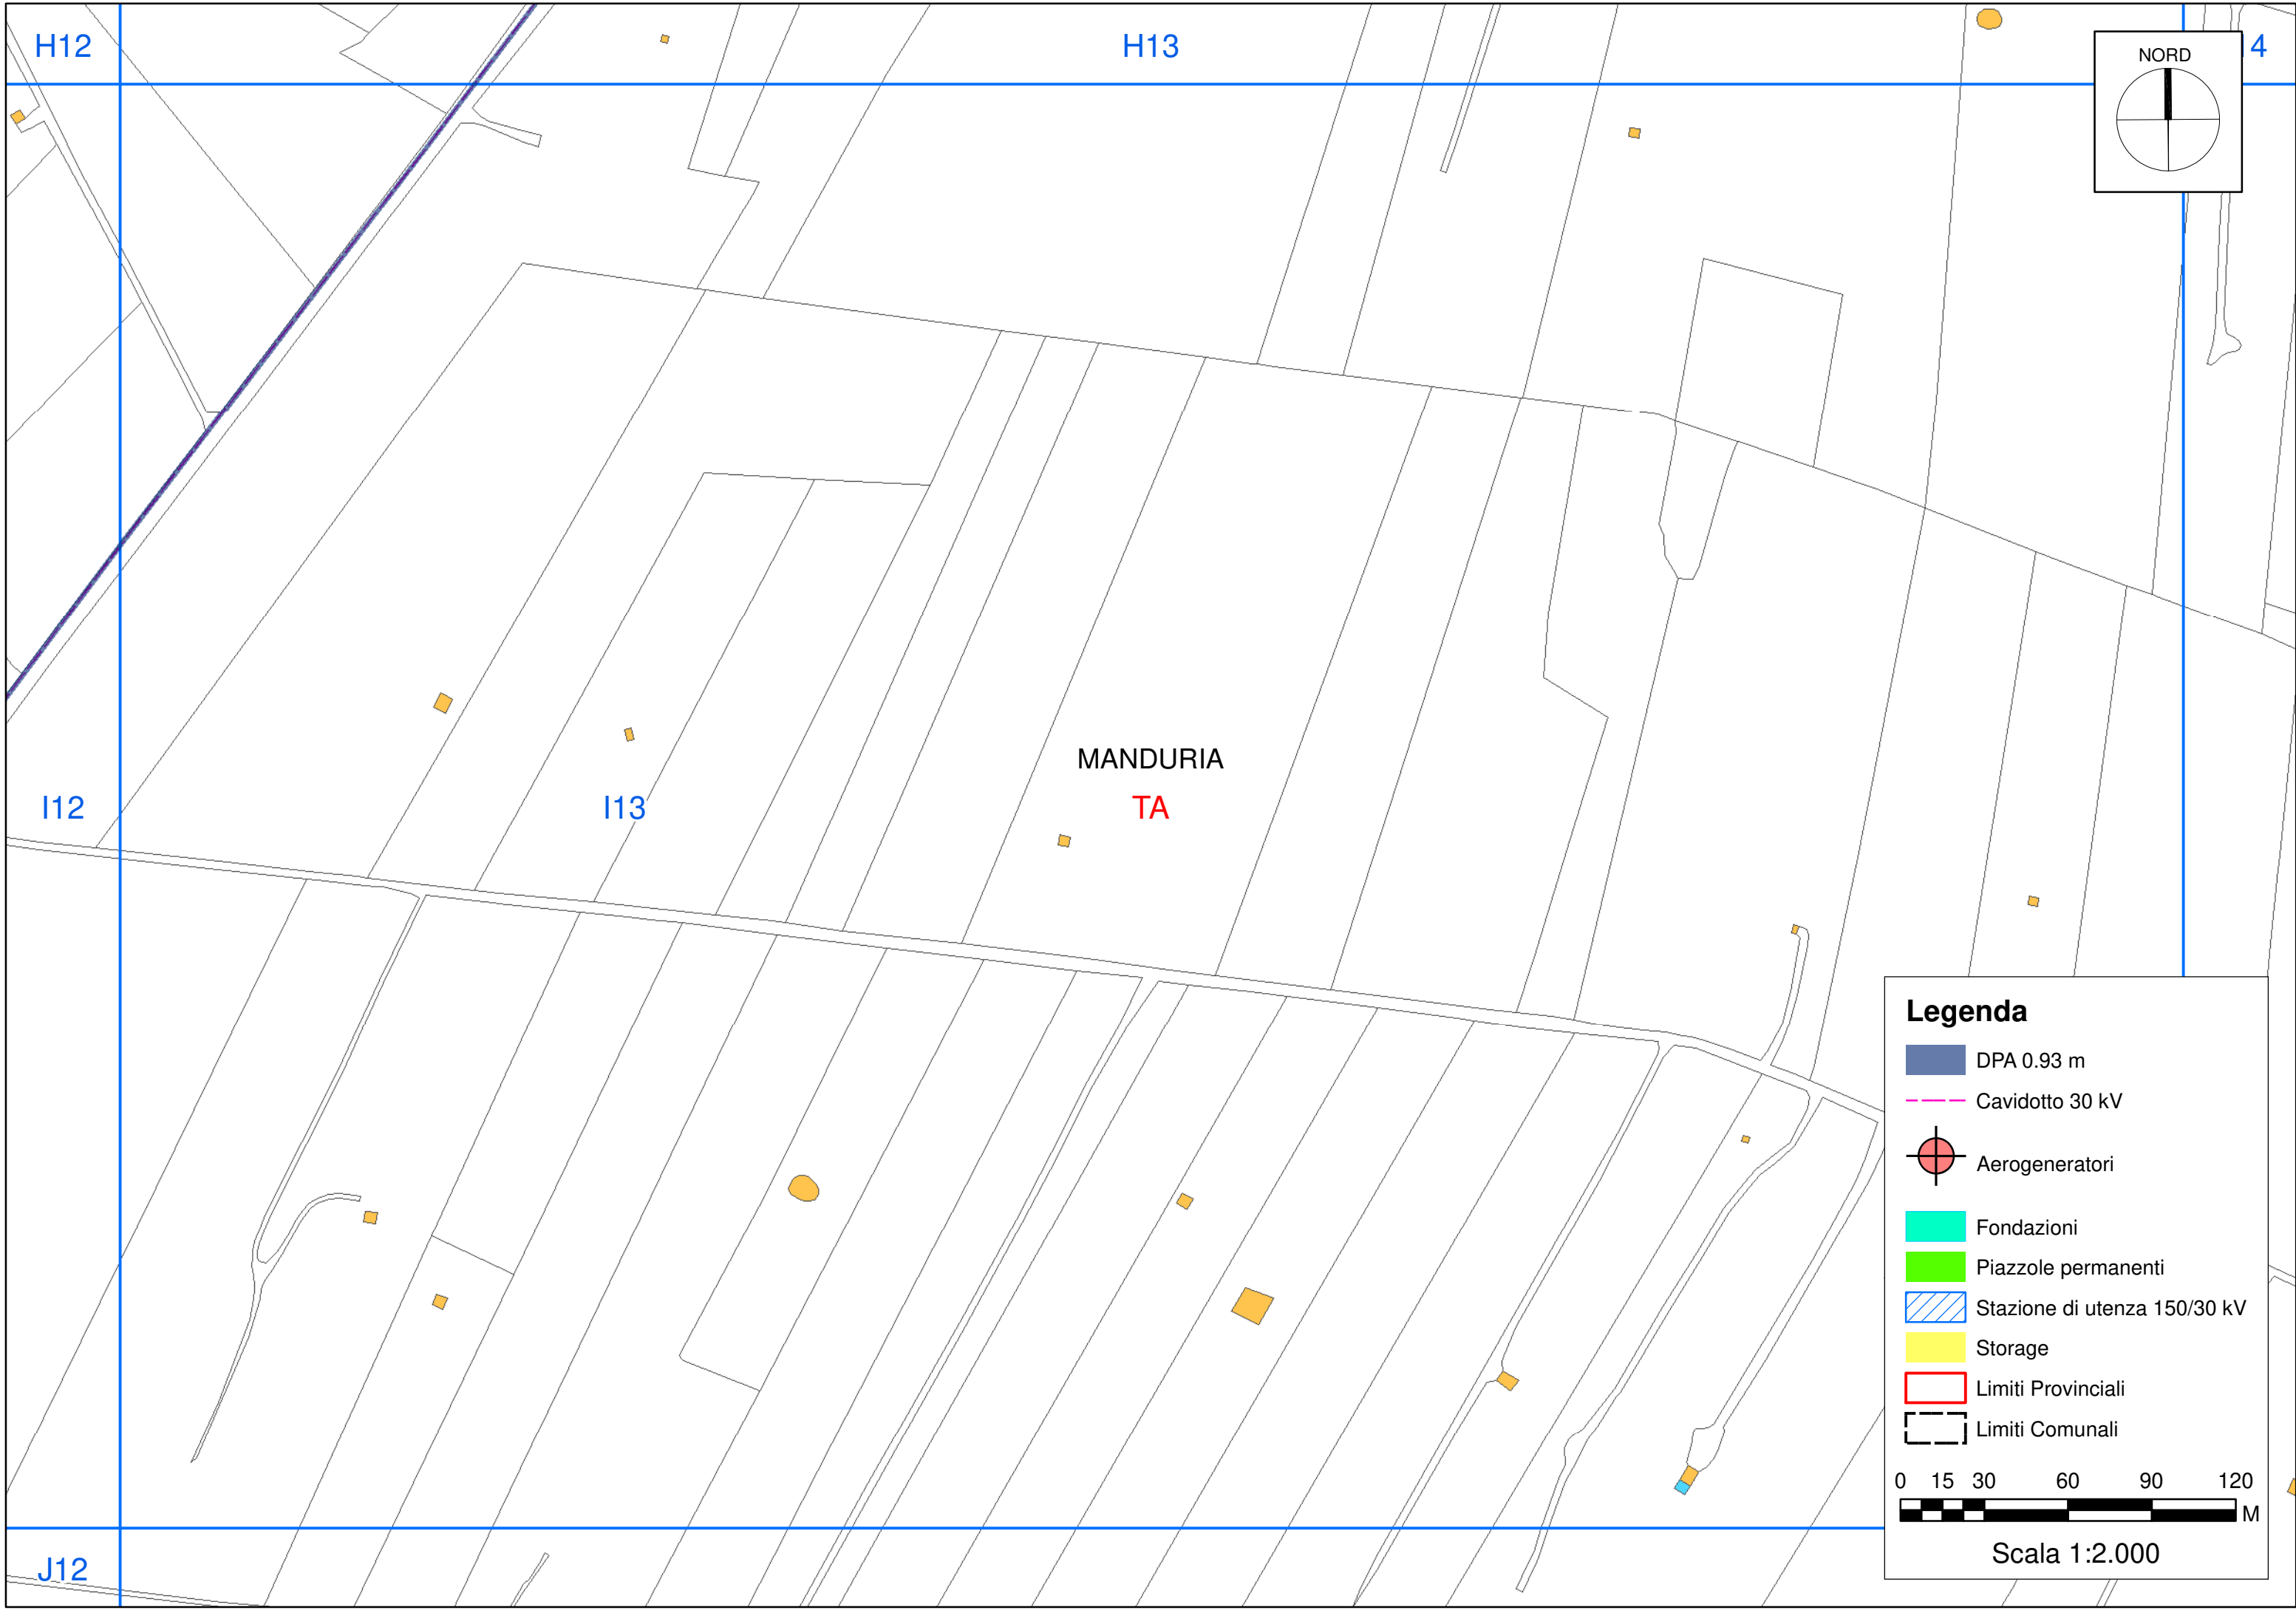 H12
H13
4
NORD
MANDURIA
I12
I13
TA
Legenda
DPA 0.93 m
Cavidotto 30 kV
Aerogeneratori
Fondazioni
Piazzole permanenti
Stazione di utenza 150/30 kV
Storage
Limiti Provinciali
Limiti Comunali
0 15 30 60 90 120
M
Scala 1:2.000
J12